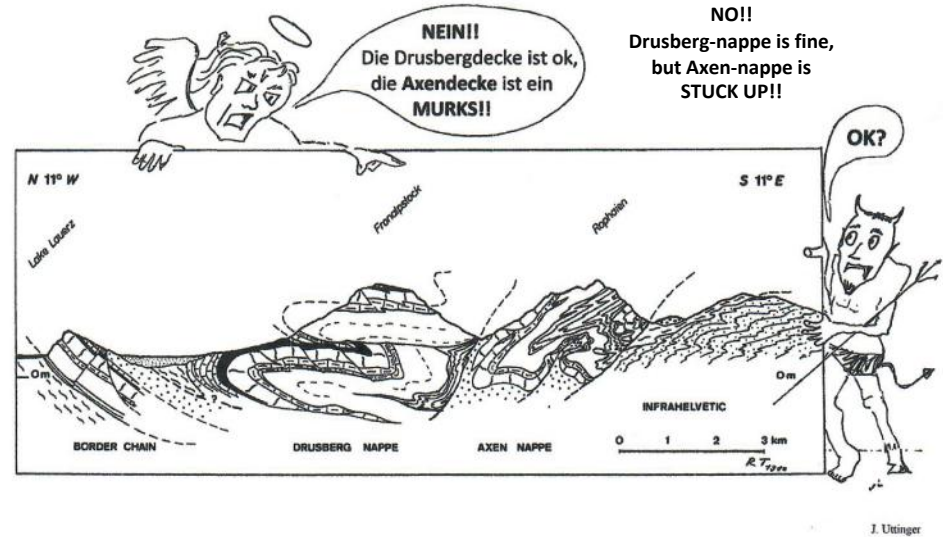 NEIN!!
Die Drusbergdecke ist ok,
die Axendecke ist ein
MURKS!!
NO!!
Drusberg-nappe is fine,
but Axen-nappe is
STUCK UP!!
OK?
N 11° W
S 11° E
Lake Lauerz
Fronalpstock
Rophaien
0m
?
0m
INFRAHELVETIC
BORDER CHAIN
DRUSBERG NAPPE
AXEN NAPPE
0 1 2 3 km
J. Uttinger